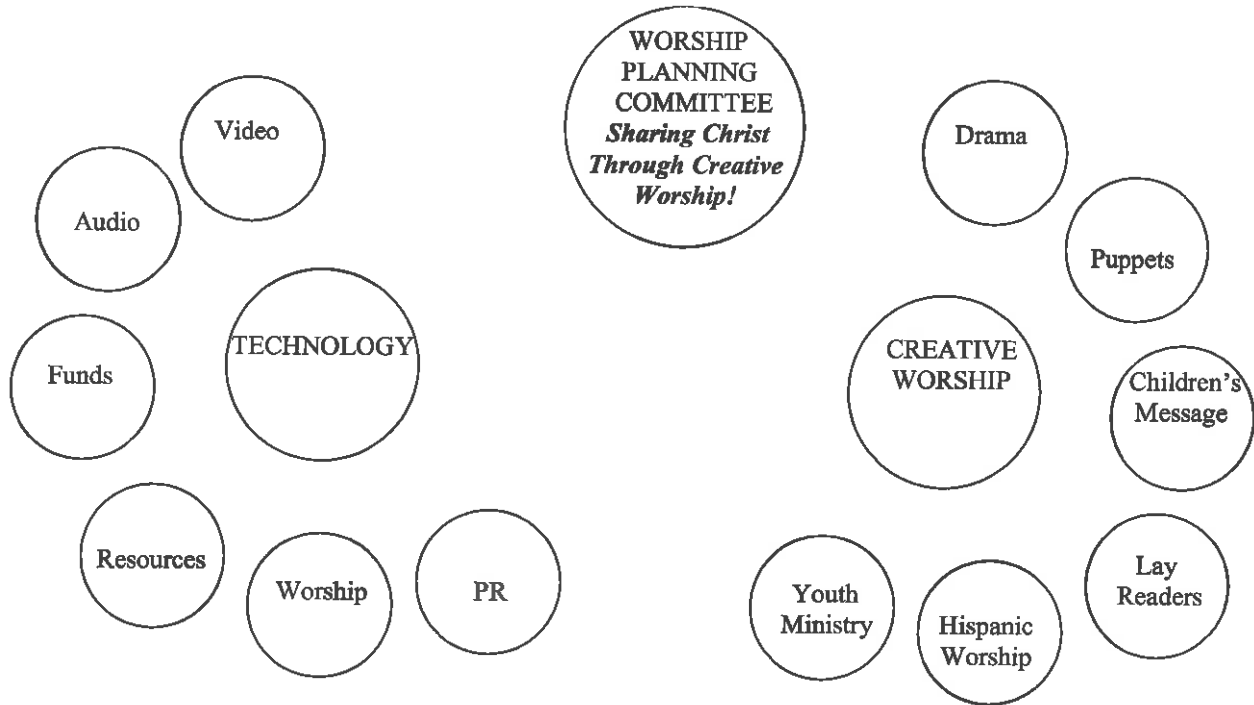 WORSHIP
PLANNING
COMMITTEE
Sharing Christ
Through Creative
Worship!
Video
Audio
TECHNOLOGY
Funds
Resources
Worship
PR
Drama
Puppets
CREATIVE
WORSHIP
Children's
Message
Lay
Readers
Hispanic
Worship
Youth
Ministry